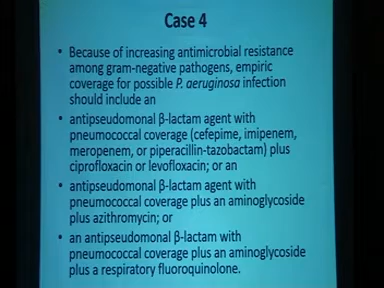 Case 4
• Because of increasing antimicrobial resistance
among gram-negative pathogens, empiric
coverage for possible P. aeruginosa infection
should include an
• antipseudomonal β-lactam agent with
pneumococcal coverage (cefepime, imipenem,
meropenem, or piperacillin-tazobactam) plus
ciprofloxacin or levofloxacin; or an
• antipseudomonal β-lactam agent with
pneumococcal coverage plus an aminoglycoside
plus azithromycin; or
• an antipseudomonal β-lactam with
pneumococcal coverage plus an aminoglycoside
plus a respiratory fluoroquinolone.